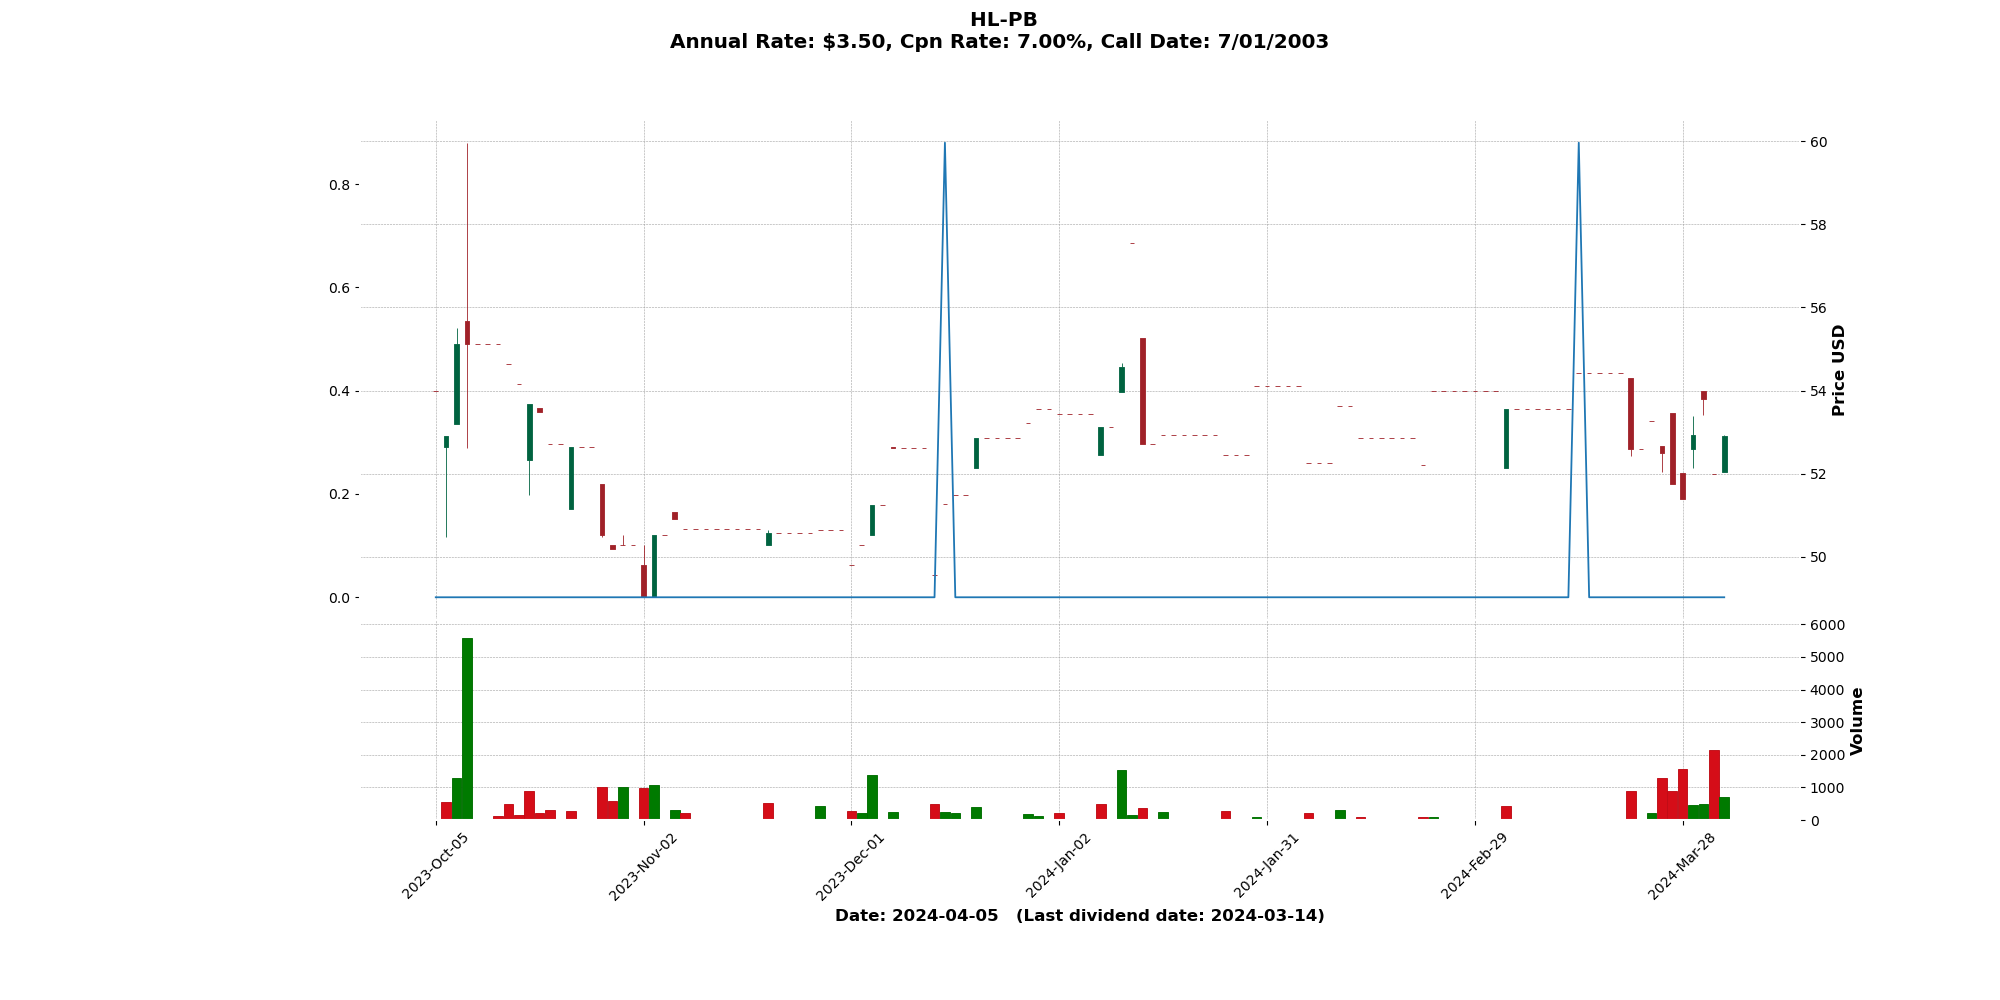 HL-PB
Annual Rate: $3.50, Cpn Rate: 7.00%, Call Date: 7/01/2003
0.8
0.6
0.4
0.2
0.0
60
58
56
54
52
50
Price USD
6000
5000
4000
3000
2000
1000
0
Volume
2023-Oct-05
2023-Nov-02
2023-Dec-01
2024-Jan-02
2024-Jan-31
2024-Feb-29
2024-Mar-28
Date: 2024-04-05   (Last dividend date: 2024-03-14)